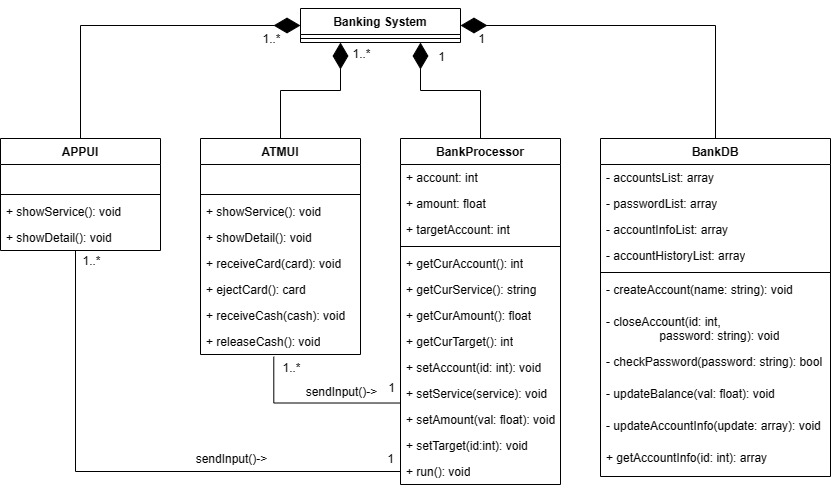 Banking System
1..*
1..*
1
1
APPUI
+ showService(): void
+ showDetail(): void
1..*
ATMUI
+ showService(): void
+ showDetail(): void
+ receiveCard(card): void
+ ejectCard(): card
+ receiveCash(cash): void
+ releaseCash(): void
1..*
sendInput()->
1
sendInput()->
1
BankProcessor
+ account: int
+ amount: float
+ targetAccount: int
+ getCurAccount(): int
+ getCurService(): string
+ getCurAmount(): float
+ getCurTarget(): int
+ setAccount(id: int): void
+ setService(service): void
+ setAmount(val: float): void
+ setTarget(id:int): void
+ run(): void
BankDB
- accountsList: array
- passwordList: array
- accountInfoList: array
- accountHistoryList: array
- createAccount(name: string): void
- closeAccount(id: int,
password: string): void
- checkPassword(password: string): bool
- updateBalance(val: float): void
- updateAccountInfo(update: array): void
+ getAccountInfo(id: int): array